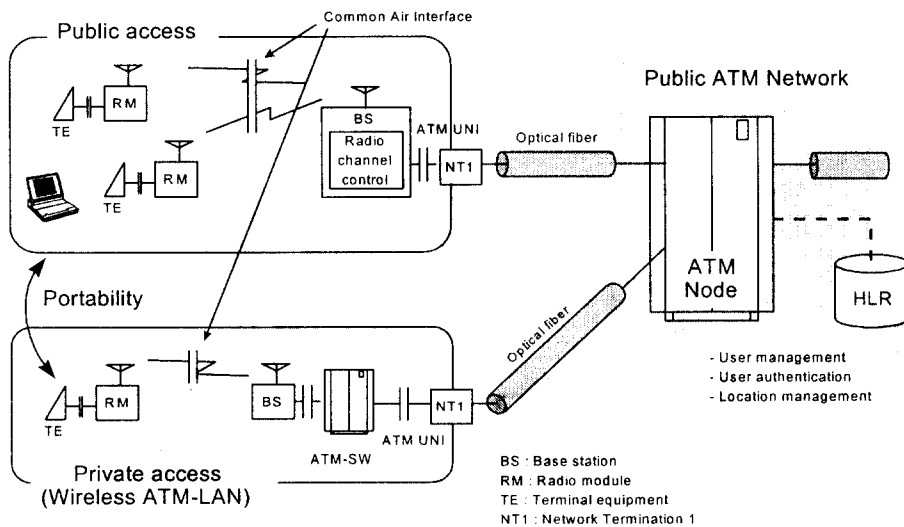 Common Air Interface
Public access
TE
RM
TE
RM
BS
Radio
channel
control
ATM UNI
NT1
Optical fiber
Public ATM Network
ATM
Node
HLR
- User management
- User authentication
- Location management
Portability
Optical fiber
TE
RM
BS
ATM-SW
ATM UNI
NT1
Private access
(Wireless ATM-LAN)
BS : Base station
RM : Radio module
TE : Terminal equipment
NT1 : Network Termination 1